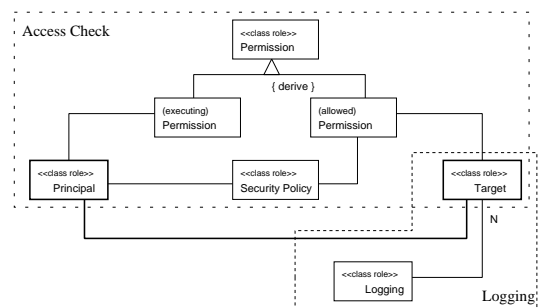 Access Check
<<class role>>
Permission
{ derive }
(executing)
Permission
(allowed)
Permission
<<class role>>
Principal
<<class role>>
Security Policy
<<class role>>
Target
N
<<class role>>
Logging
Logging